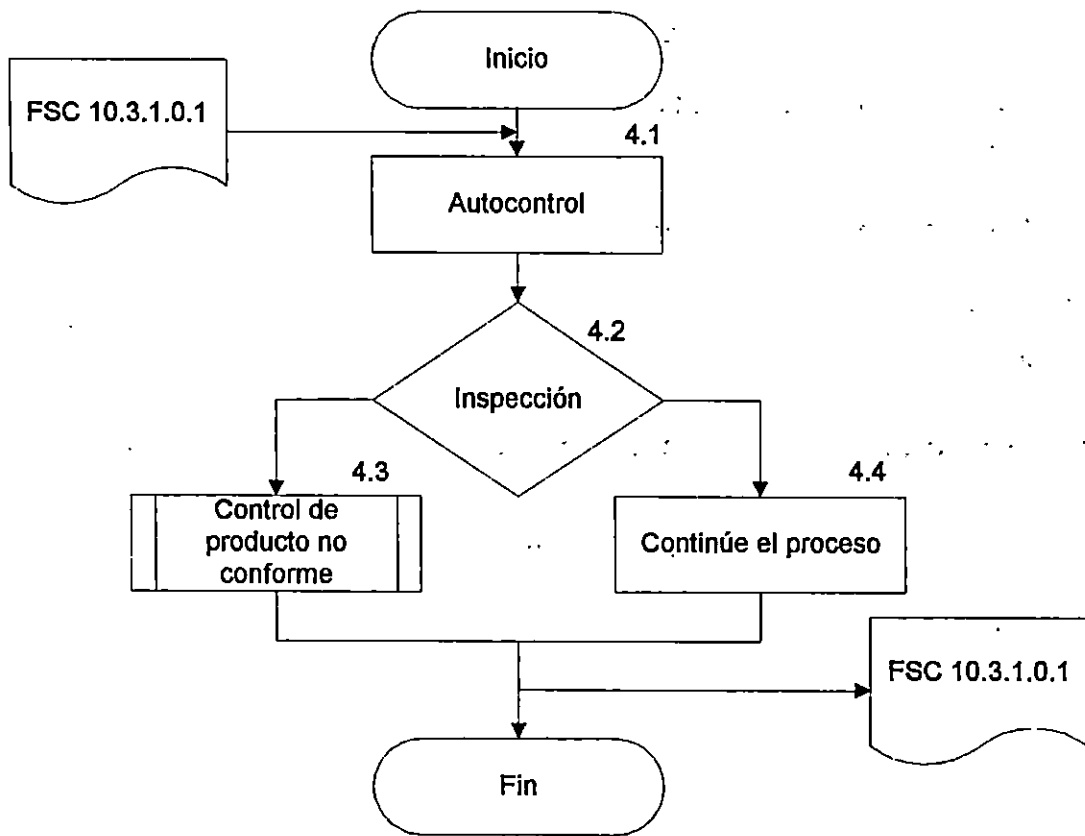 Inicio
FSC 10.3.1.0.1
4.1
Autocontrol
4.2
Inspección
4.3
Control de
producto no
conforme
4.4
Continúe el proceso
FSC 10.3.1.0.1
Fin